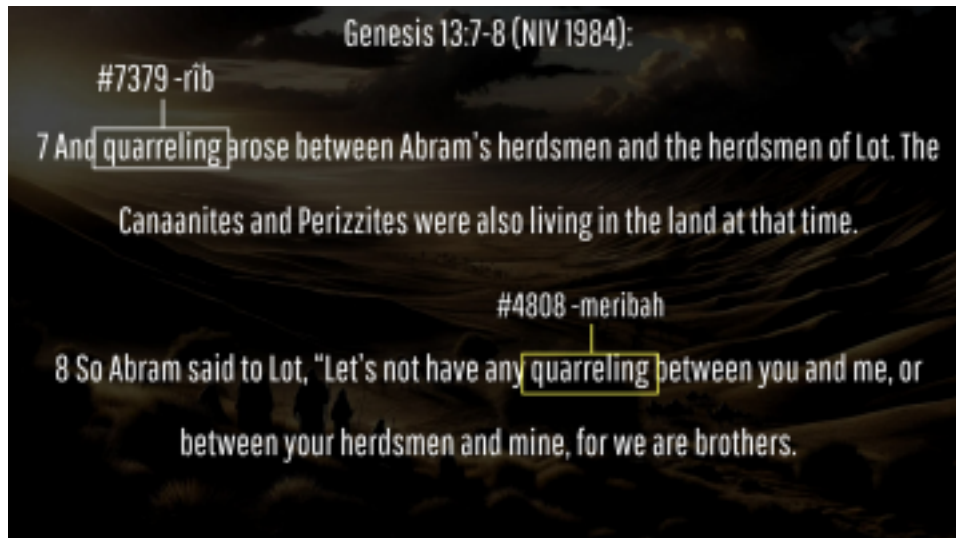 Genesis 13:7-8 (NIV 1984):
#7379 -rîb
7 And quarreling arose between Abram's herdsmen and the herdsmen of Lot. The
Canaanites and Perizzites were also living in the land at that time.
#4808 -meribah
8 So Abram said to Lot, "Let's not have any quarreling between you and me, or
between your herdsmen and mine, for we are brothers.